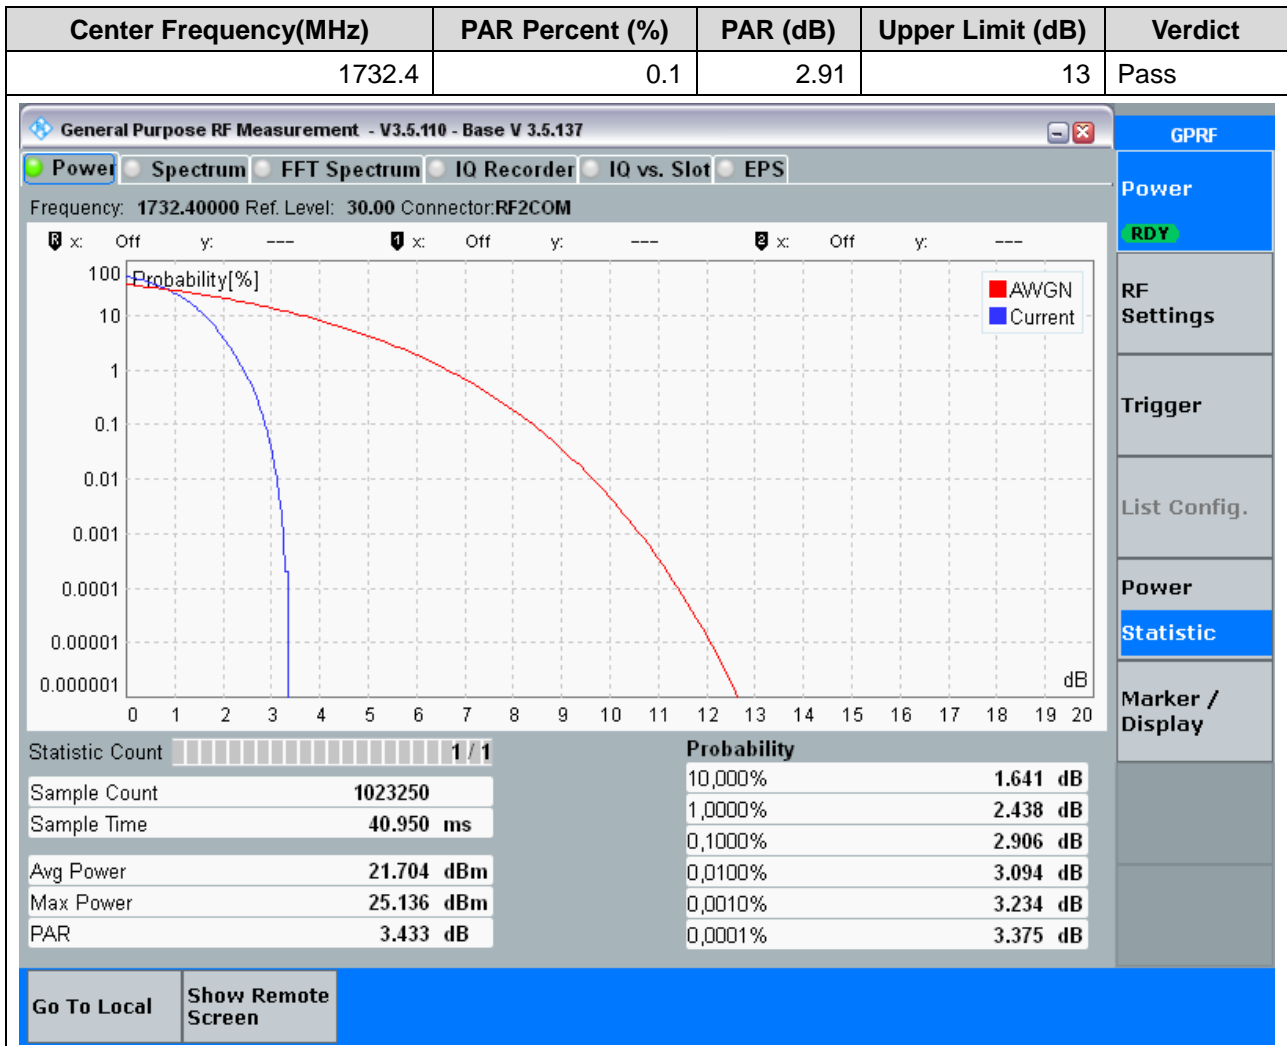 Center Frequency(MHz) PAR Percent (%) PAR (dB) Upper Limit (dB) Verdict
1732.4 0.1 2.91 13 Pass
General Purpose RF Measurement - V3.5.110 - Base V 3.5.137
GPRF
Power Spectrum FFT Spectrum IQ Recorder IQ vs. Slot EPS
Power
RDY
Frequency: 1732.40000 Ref. Level: 30.00 Connector:RF2COM
R x: Off y: --- 1 x: Off y: --- 2 x: Off y: ---
Probability[%]
AWGN
Current
100
10
1
0.1
0.01
0.001
0.0001
0.00001
0.000001
dB
0 1 2 3 4 5 6 7 8 9 10 11 12 13 14 15 16 17 18 19 20
RF
Settings
Trigger
List Config.
Power
Statistic
Marker /
Display
Statistic Count 1 / 1
Sample Count 1023250
Sample Time 40.950 ms
Avg Power 21.704 dBm
Max Power 25.136 dBm
PAR 3.433 dB
Probability
10,000% 1.641 dB
1,0000% 2.438 dB
0,1000% 2.906 dB
0,0100% 3.094 dB
0,0010% 3.234 dB
0,0001% 3.375 dB
Go To Local
Show Remote
Screen